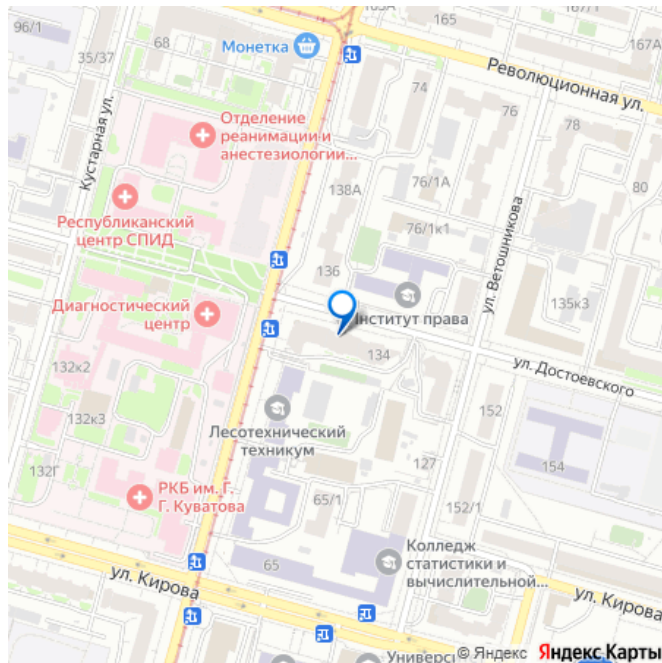 163А
165
167/1
96/1
167А
68
Монетка
35/37
Революционная ул.
74
Кустарная ул.
Отделение
реанимации и
анестезиологии...
76
78
138А
76/1А
80
Республиканский
центр СПИД
76/1к1
ул. Ветошникова
136
Диагностический
центр
Институт права
135к3
134
ул. Достоевского
132к2
132к3
Лесотехнический
техникум
152
132Г
127
154
РКБ им. Г.
Г. Куватова
65/1
152/1
65
Колледж
статистики и
вычислительной...
ул. Кирова
ул. Кирова
Универс
© Яндекс Яндекс Карты